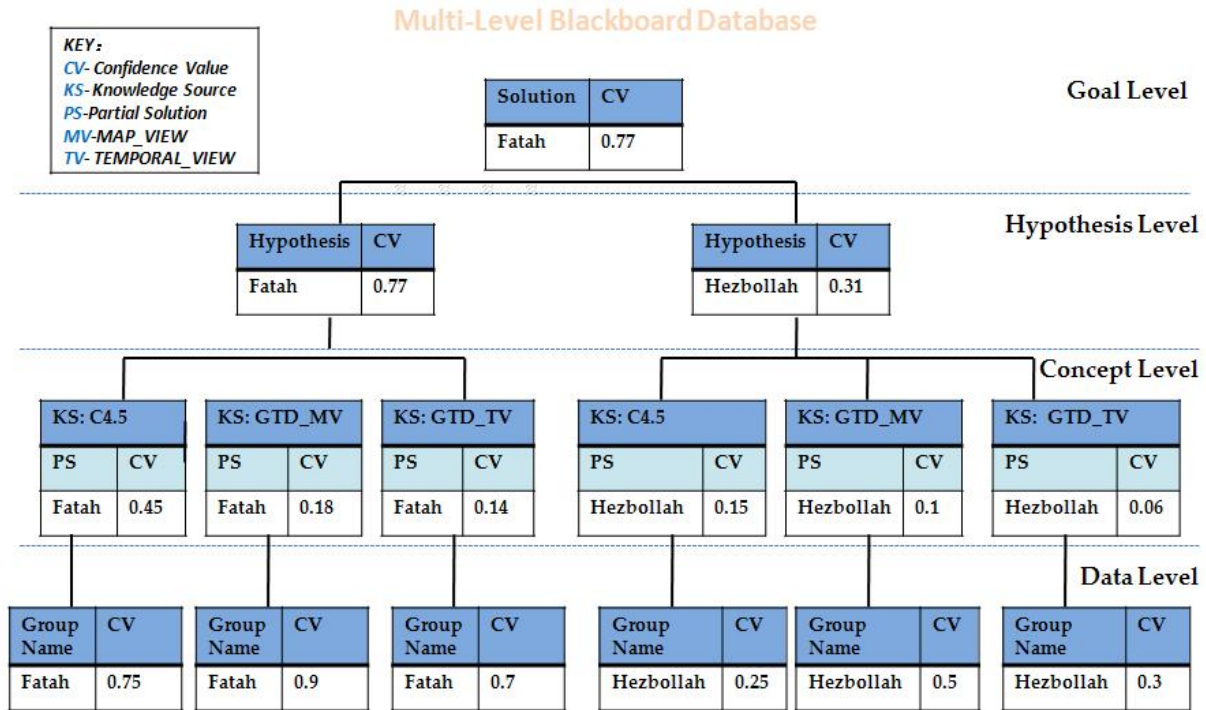 Multi-Level Blackboard Database
KEY:
CV- Confidence Value
KS- Knowledge Source
PS-Partial Solution
MV-MAP_VIEW
TV- TEMPORAL_VIEW
Goal Level
Solution CV
Fatah 0.77
Hypothesis Level
Hypothesis CV
Fatah 0.77
Hypothesis CV
Hezbollah 0.31
Concept Level
KS: C4.5
PS CV
Fatah 0.45
KS: GTD_MV
PS CV
Fatah 0.18
KS: GTD_TV
PS CV
Fatah 0.14
KS: C4.5
PS CV
Hezbollah 0.15
KS: GTD_MV
PS CV
Hezbollah 0.1
KS: GTD_TV
PS CV
Hezbollah 0.06
Data Level
Group CV
Name
Fatah 0.75
Group CV
Name
Fatah 0.9
Group CV
Name
Fatah 0.7
Group CV
Name
Hezbollah 0.25
Group CV
Name
Hezbollah 0.5
Group CV
Name
Hezbollah 0.3